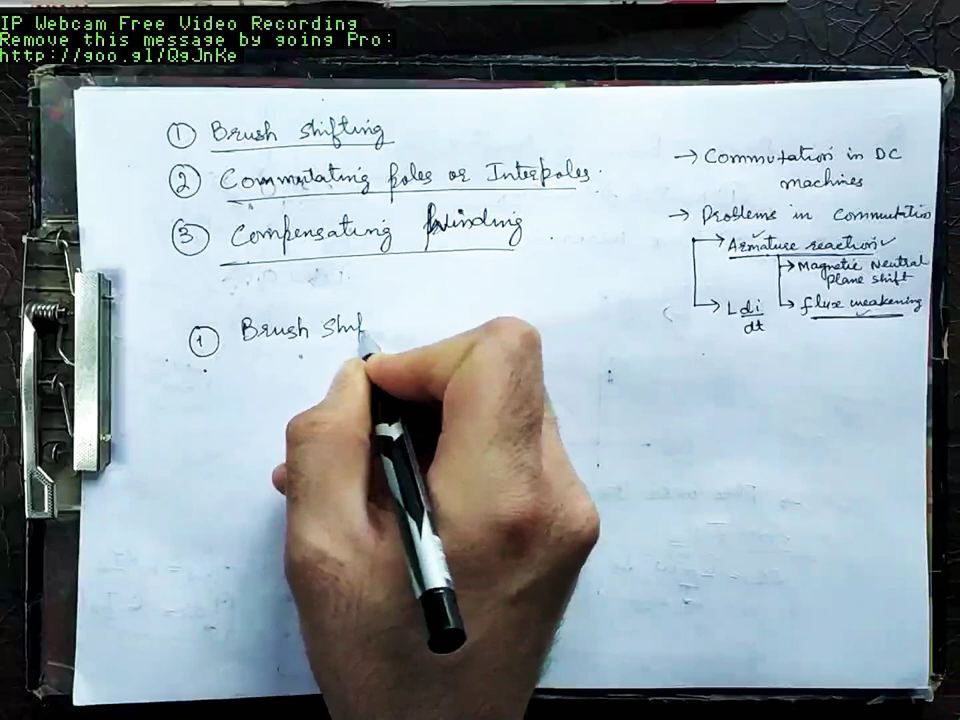 IP Webcam Free Video Recording
Remove this message by going Pro:
http://goo.gl/QgJnKe
① Brush shifting
② Commutating poles or Interpoles.
③ Compensating Winding
① Brush Shif
→ Commutation in DC
machines
→ Problems in Commutation
→ Armature reaction ✓
→ Magnetic Neutral
plane shift
→ flux weakening
→ L di/dt